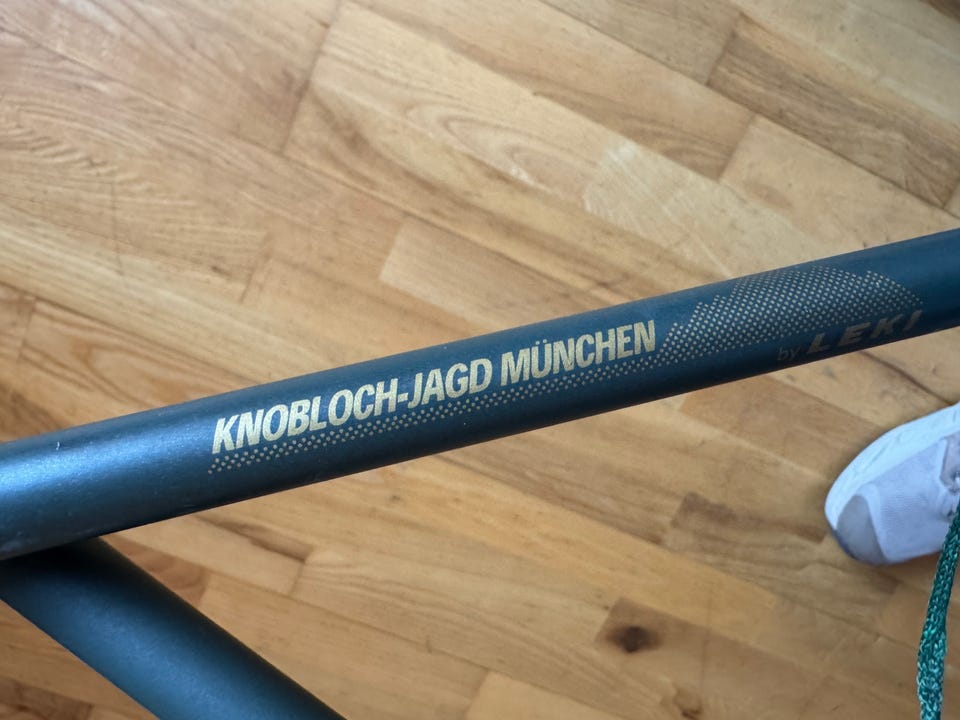 KNOBLOCH-JAGD MÜNCHEN
by LEKI